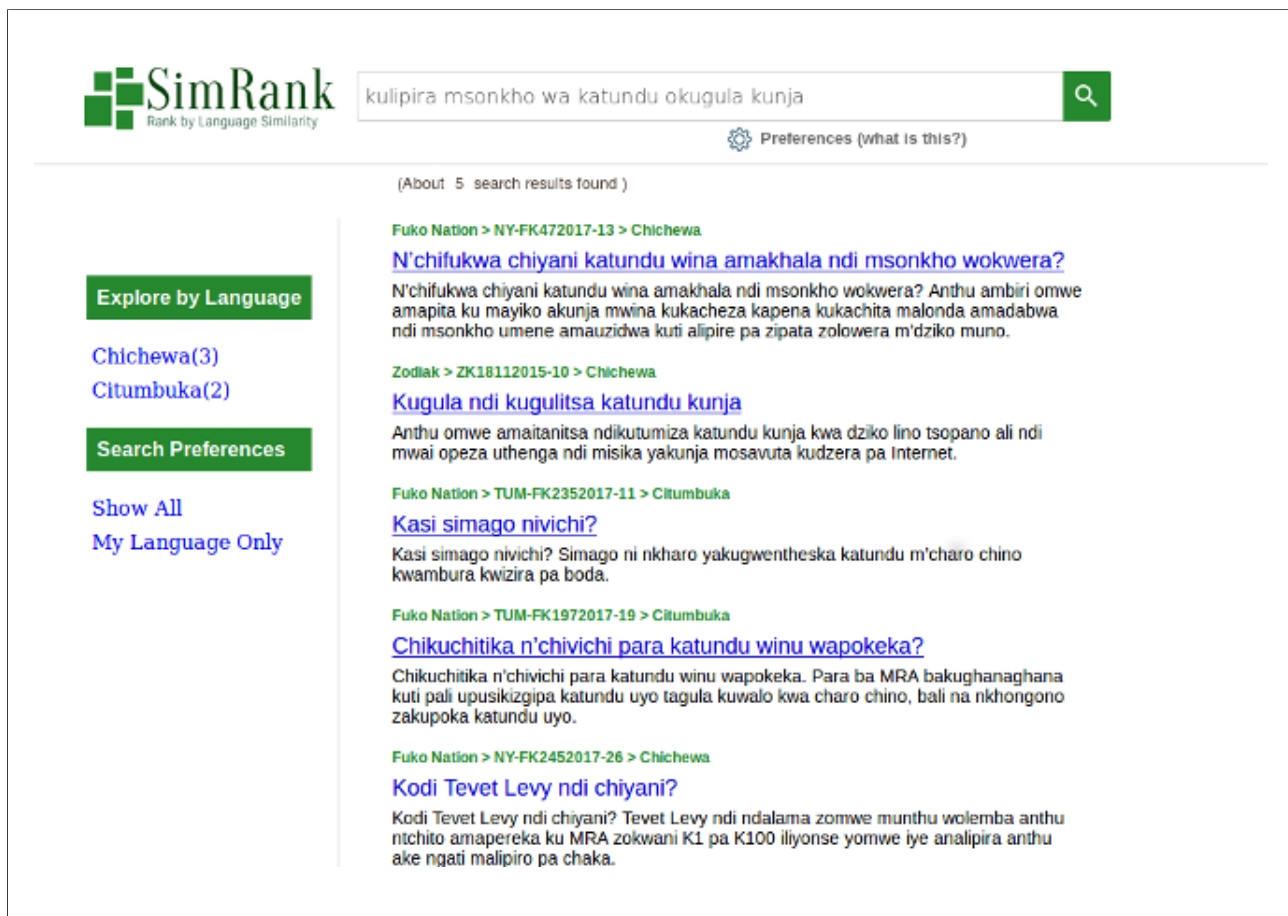 SimRank
Rank by Language Similarity
kulipira msonkho wa katundu okugula kunja
Preferences (what is this?)
(About 5 search results found )
Explore by Language
Chichewa(3)
Citumbuka(2)
Search Preferences
Show All
My Language Only
Fuko Nation > NY-FK472017-13 > Chichewa
N'chifukwa chiyani katundu wina amakhala ndi msonkho wokwera?
N'chifukwa chiyani katundu wina amakhala ndi msonkho wokwera? Anthu ambiri omwe
amapita ku mayiko akunja mwina kukacheza kapena kukachita malonda amadabwa
ndi msonkho umene amauzidwa kuti alipire pa zipata zolowera m'dziko muno.
Zodiak > ZK18112015-10 > Chichewa
Kugula ndi kugulitsa katundu kunja
Anthu omwe amaitanitsa ndikutumiza katundu kunja kwa dziko lino tsopano ali ndi
mwai opeza uthenga ndi misika yakunja mosavuta kudzera pa Internet.
Fuko Nation > TUM-FK2352017-11 > Citumbuka
Kasi simago nivichi?
Kasi simago nivichi? Simago ni nkharo yakugwentheska katundu m'charo chino
kwambura kwizira pa boda.
Fuko Nation > TUM-FK1972017-19 > Citumbuka
Chikuchitika n'chivichi para katundu winu wapokeka?
Chikuchitika n'chivichi para katundu winu wapokeka. Para ba MRA bakughanaghana
kuti pali upusikizgipa katundu uyo tagula kuwalo kwa charo chino, bali na nkhongono
zakupoka katundu uyo.
Fuko Nation > NY-FK2452017-26 > Chichewa
Kodi Tevet Levy ndi chiyani?
Kodi Tevet Levy ndi chiyani? Tevet Levy ndi ndalama zomwe munthu wolemba anthu
ntchito amapereka ku MRA zokwani K1 pa K100 iliyonse yomwe iye analipira anthu
ake ngati malipiro pa chaka.